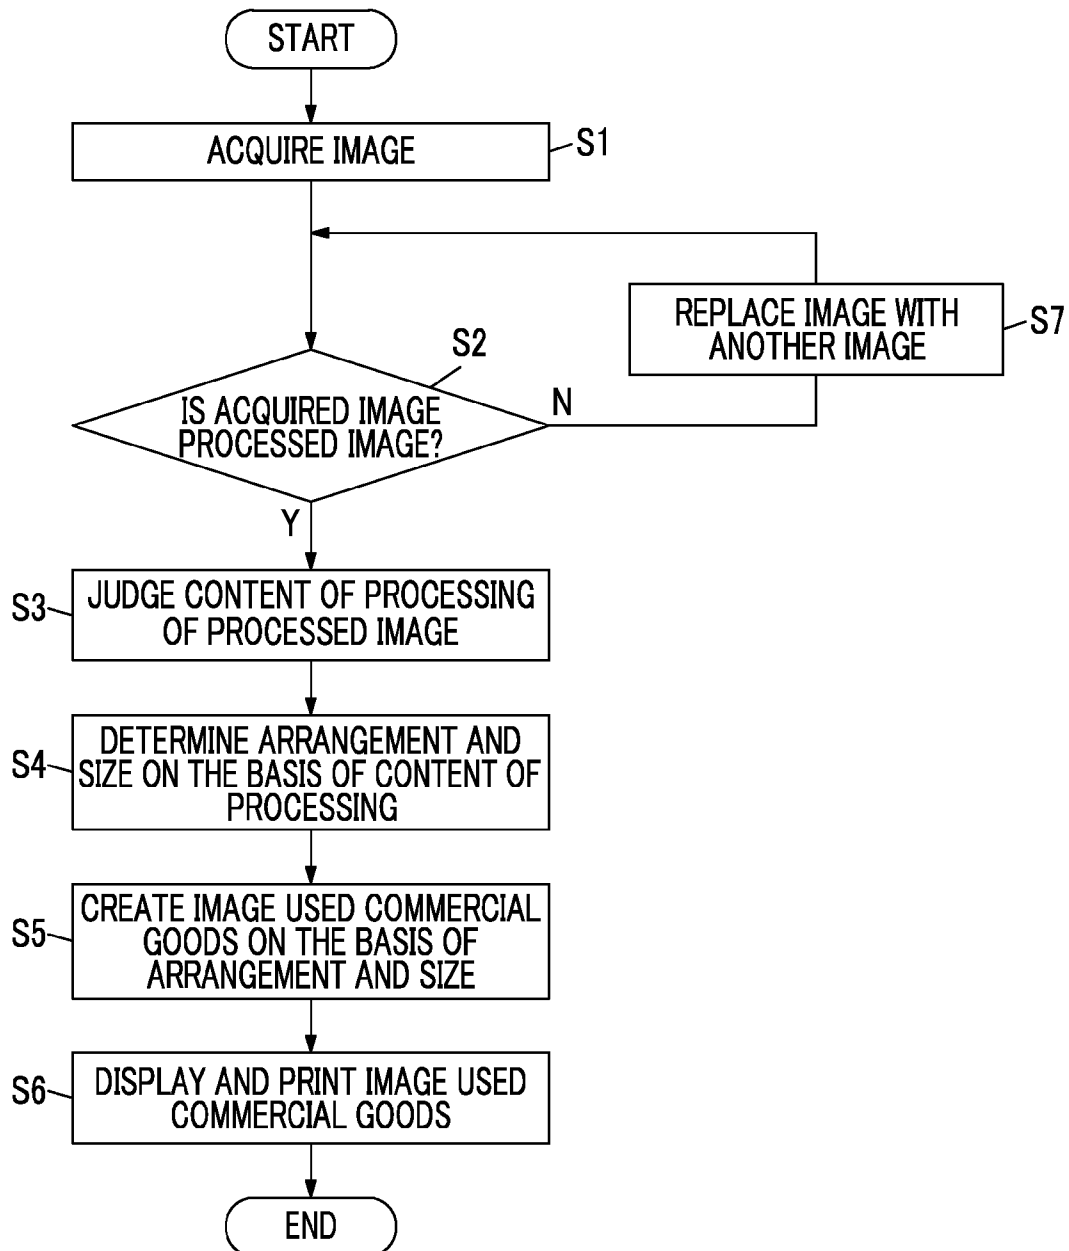 START
ACQUIRE IMAGE
S1
REPLACE IMAGE WITH
ANOTHER IMAGE
S7
S2
IS ACQUIRED IMAGE
PROCESSED IMAGE?
N
Y
S3
JUDGE CONTENT OF PROCESSING
OF PROCESSED IMAGE
S4
DETERMINE ARRANGEMENT AND
SIZE ON THE BASIS OF CONTENT OF
PROCESSING
S5
CREATE IMAGE USED COMMERCIAL
GOODS ON THE BASIS OF
ARRANGEMENT AND SIZE
S6
DISPLAY AND PRINT IMAGE USED
COMMERCIAL GOODS
END